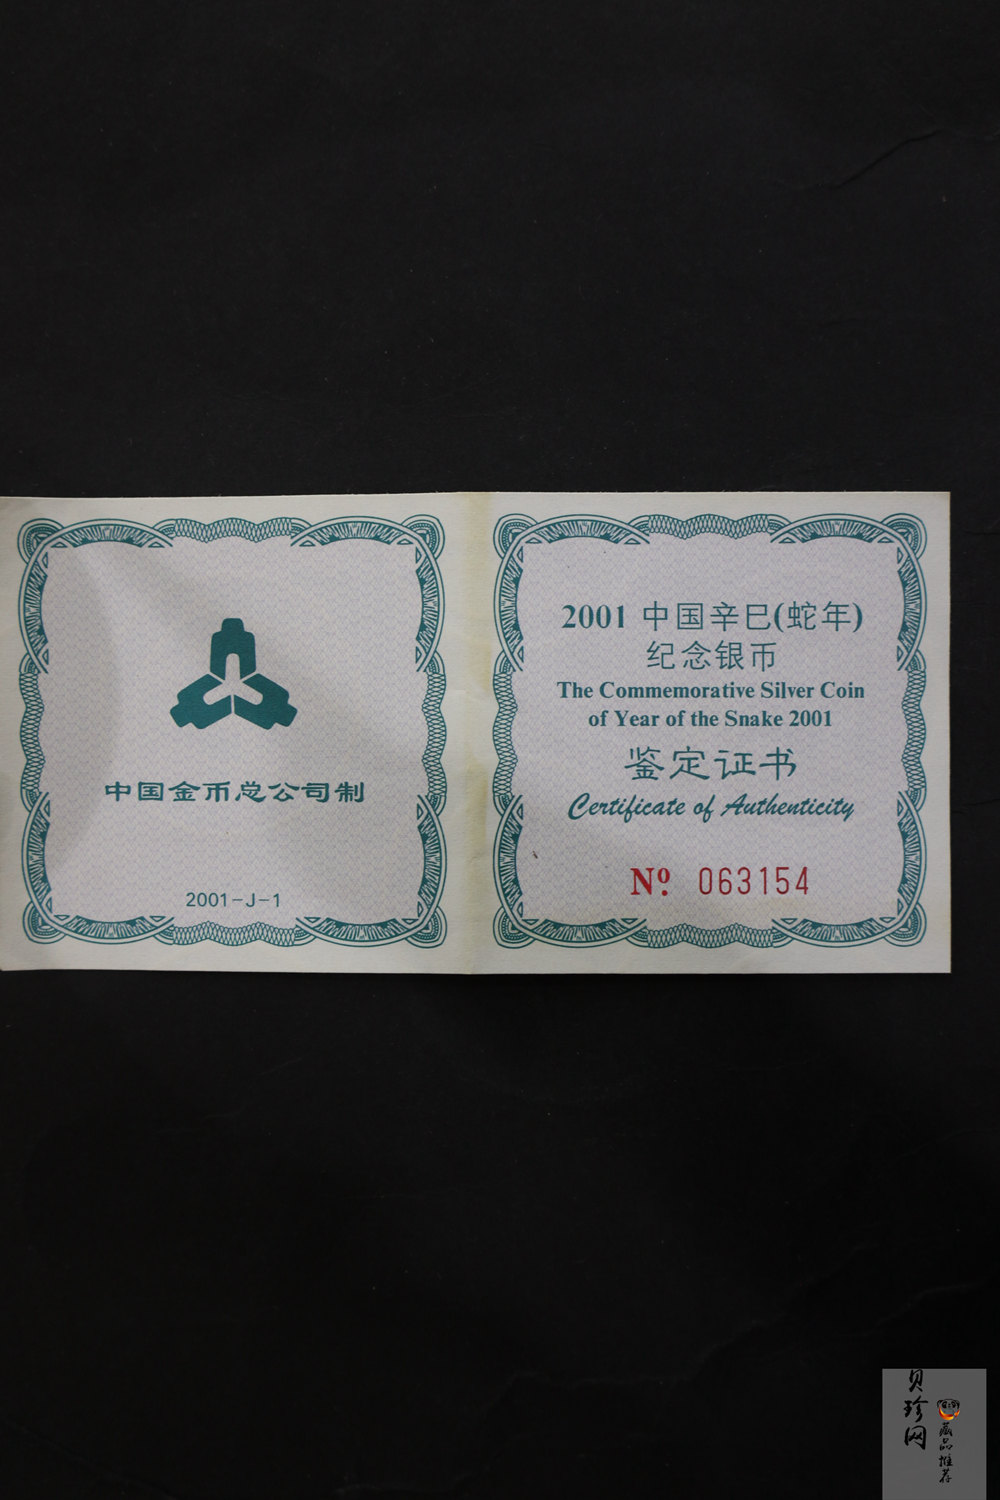 中国金币总公司制
2001-J-1
2001 中国辛巳(蛇年)
纪念银币
The Commemorative Silver Coin
of Year of the Snake 2001
鉴定证书
Certificate of Authenticity
Nº. 063154
贝珍网
藏品推荐